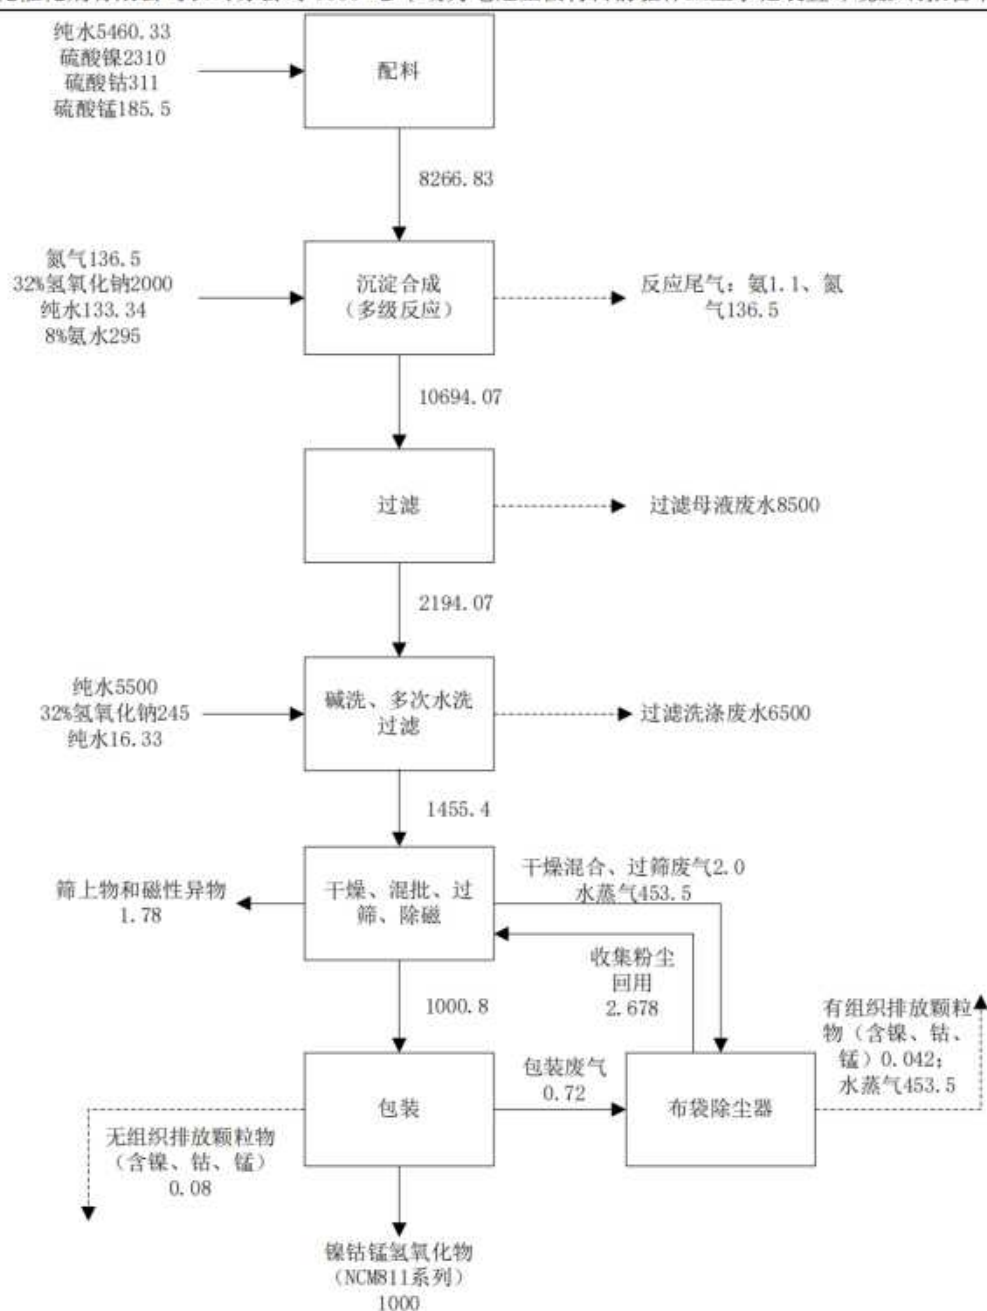 纯水5460.33
硫酸镍2310
硫酸钴311
硫酸锰185.5
配料
8266.83
氮气136.5
32%氢氧化钠2000
纯水133.34
8%氨水295
沉淀合成
（多级反应）
反应尾气：氨1.1、氮
气136.5
10694.07
过滤
过滤母液废水8500
2194.07
纯水5500
32%氢氧化钠245
纯水16.33
碱洗、多次水洗
过滤
过滤洗涤废水6500
1455.4
筛上物和磁性异物
1.78
干燥、混批、过
筛、除磁
干燥混合、过筛废气2.0
水蒸气453.5
收集粉尘
回用
2.678
1000.8
有组织排放颗粒
物（含镍、钴、
锰）0.042；
水蒸气453.5
包装
包装废气
0.72
布袋除尘器
无组织排放颗粒物
（含镍、钴、锰）
0.08
镍钴锰氢氧化物
（NCM811系列）
1000